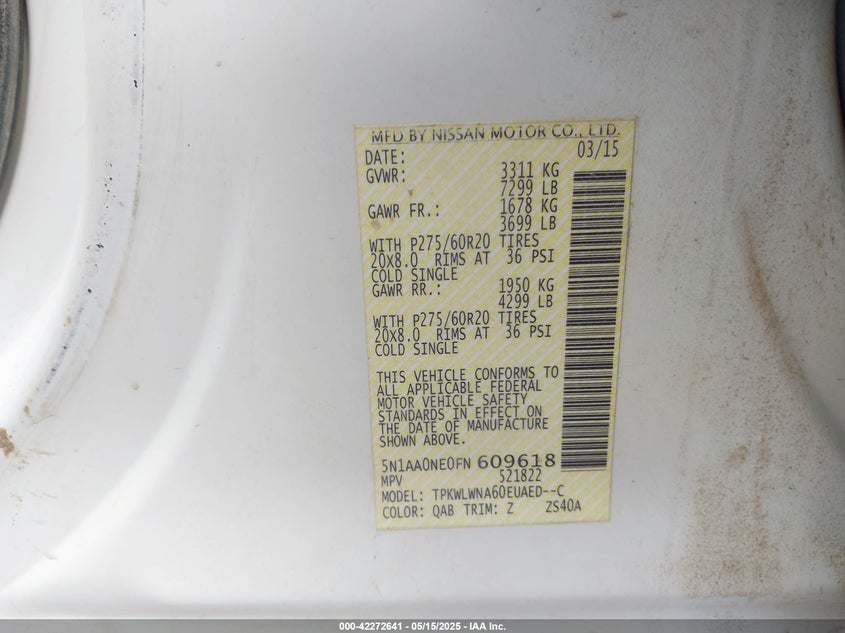 MFD BY NISSAN MOTOR CO., LTD.
DATE: 03/15
GVWR: 3311 KG
7299 LB
GAWR FR.: 1678 KG
3699 LB
WITH P275/60R20 TIRES
20x8.0 RIMS AT 36 PSI
COLD SINGLE
GAWR RR.: 1950 KG
4299 LB
WITH P275/60R20 TIRES
20x8.0 RIMS AT 36 PSI
COLD SINGLE
THIS VEHICLE CONFORMS TO
ALL APPLICABLE FEDERAL
MOTOR VEHICLE SAFETY
STANDARDS IN EFFECT ON
THE DATE OF MANUFACTURE
SHOWN ABOVE.
5N1AA0NE0FN 609618
MPV 521822
MODEL: TPKWLWNA60EUAED--C
COLOR: QAB TRIM: Z ZS40A
000-42272641 - 05/15/2025 - IAA Inc.